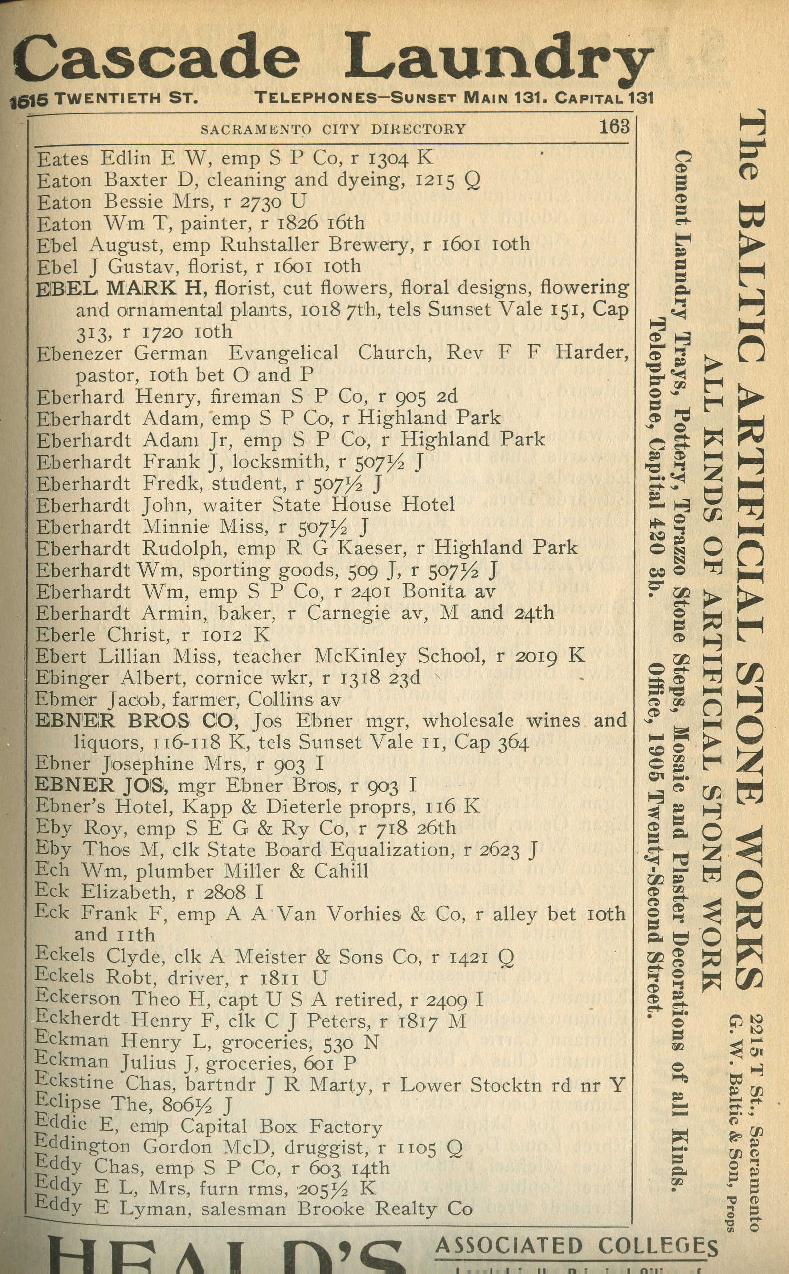 Cascade Laundry
1515 TWENTIETH ST. TELEPHONES—SUNSET MAIN 131. CAPITAL 131
SACRAMENTO CITY DIRECTORY 163
Eates Edlin E W, emp S P Co, r 1304 K
Eaton Baxter D, cleaning and dyeing, 1215 Q
Eaton Bessie Mrs, r 2730 U
Eaton Wm T, painter, r 1826 16th
Ebel August, emp Ruhstaller Brewery, r 1601 10th
Ebel J Gustav, florist, r 1601 10th
EBEL MARK H, florist, cut flowers, floral designs, flowering
and ornamental plants, 1018 7th, tels Sunset Vale 151, Cap
313, r 1720 10th
Ebenezer German Evangelical Church, Rev F F Harder,
pastor, 10th bet O and P
Eberhard Henry, fireman S P Co, r 905 2d
Eberhardt Adam, emp S P Co, r Highland Park
Eberhardt Adam Jr, emp S P Co, r Highland Park
Eberhardt Frank J, locksmith, r 507½ J
Eberhardt Fredk, student, r 507½ J
Eberhardt John, waiter State House Hotel
Eberhardt Minnie Miss, r 507½ J
Eberhardt Rudolph, emp R G Kaeser, r Highland Park
Eberhardt Wm, sporting goods, 509 J, r 507½ J
Eberhardt Wm, emp S P Co, r 2401 Bonita av
Eberhardt Armin, baker, r Carnegie av, M and 24th
Eberle Christ, r 1012 K
Ebert Lillian Miss, teacher McKinley School, r 2019 K
Ebinger Albert, cornice wkr, r 1318 23d
Ebmer Jacob, farmer, Collins av
EBNER BROS CO, Jos Ebner mgr, wholesale wines and
liquors, 116-118 K, tels Sunset Vale 11, Cap 364
Ebner Josephine Mrs, r 903 I
EBNER JOS, mgr Ebner Bros, r 903 I
Ebner's Hotel, Kapp & Dieterle proprs, 116 K
Eby Roy, emp S E G & Ry Co, r 718 26th
Eby Thos M, clk State Board Equalization, r 2623 J
Ech Wm, plumber Miller & Cahill
Eck Elizabeth, r 2808 I
Eck Frank F, emp A A Van Vorhies & Co, r alley bet 10th
and 11th
Eckels Clyde, clk A Meister & Sons Co, r 1421 Q
Eckels Robt, driver, r 1811 U
Eckerson Theo H, capt U S A retired, r 2409 I
Eckherdt Henry F, clk C J Peters, r 1817 M
Eckman Henry L, groceries, 530 N
Eckman Julius J, groceries, 601 P
Eckstine Chas, bartndr J R Marty, r Lower Stocktn rd nr Y
Eclipse The, 806½ J
Eddie E, emp Capital Box Factory
Eddington Gordon McD, druggist, r 1105 Q
Eddy Chas, emp S P Co, r 603 14th
Eddy E L, Mrs, furn rms, 205½ K
Eddy E Lyman, salesman Brooke Realty Co
The BALTIC ARTIFICIAL STONE WORKS
2215 T St., Sacramento
G. W. Baltic & Son, Props
ALL KINDS OF ARTIFICIAL STONE WORK
Cement Laundry Trays, Pottery, Torazzo Stone Steps, Mosaic and Plaster Decorations of all Kinds.
Telephone, Capital 420 3b. Office, 1905 Twenty-Second Street.
HEALD'S ASSOCIATED COLLEGES